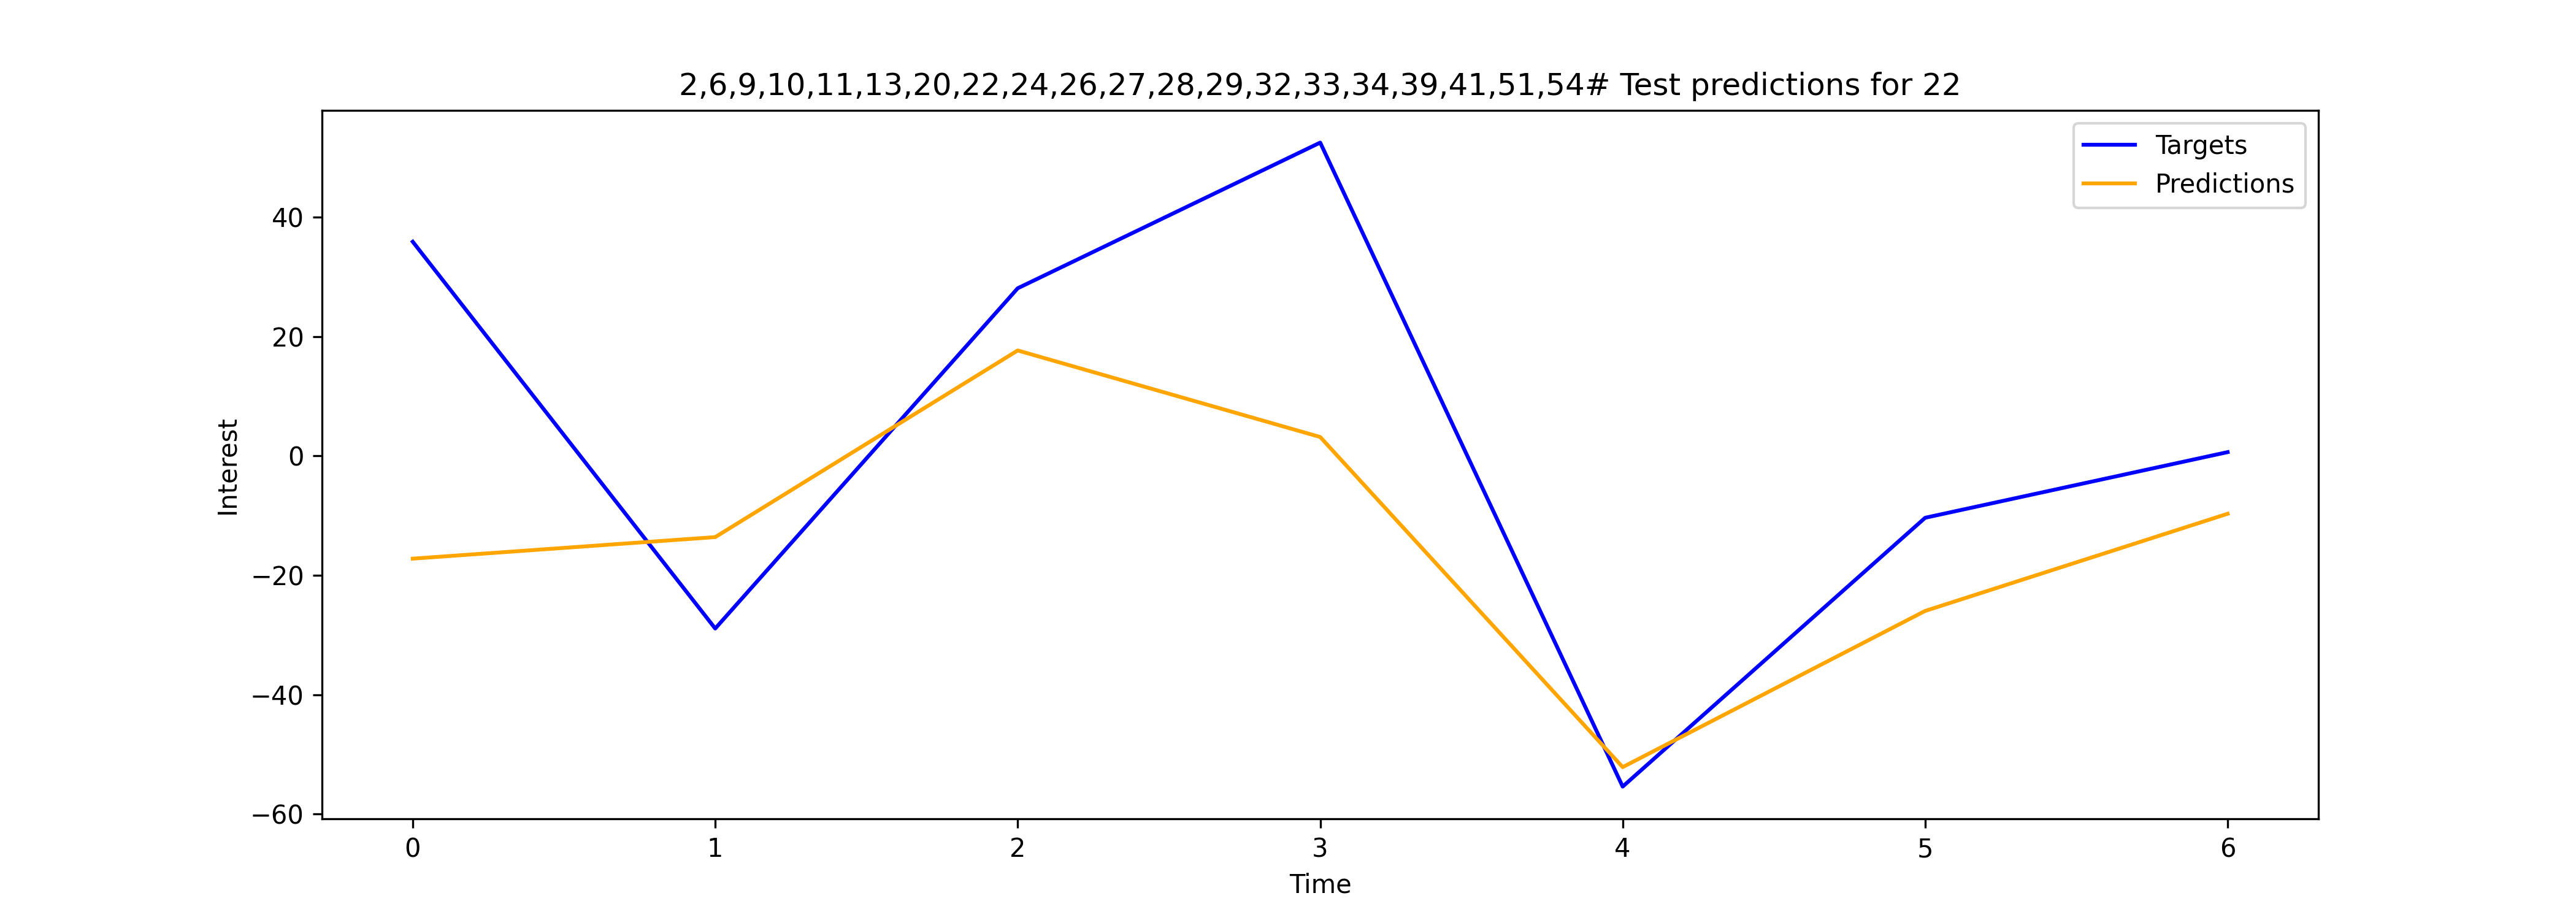 2,6,9,10,11,13,20,22,24,26,27,28,29,32,33,34,39,41,51,54# Test predictions for 22
Targets
Predictions
Interest
40
20
0
−20
−40
−60
0 1 2 3 4 5 6
Time